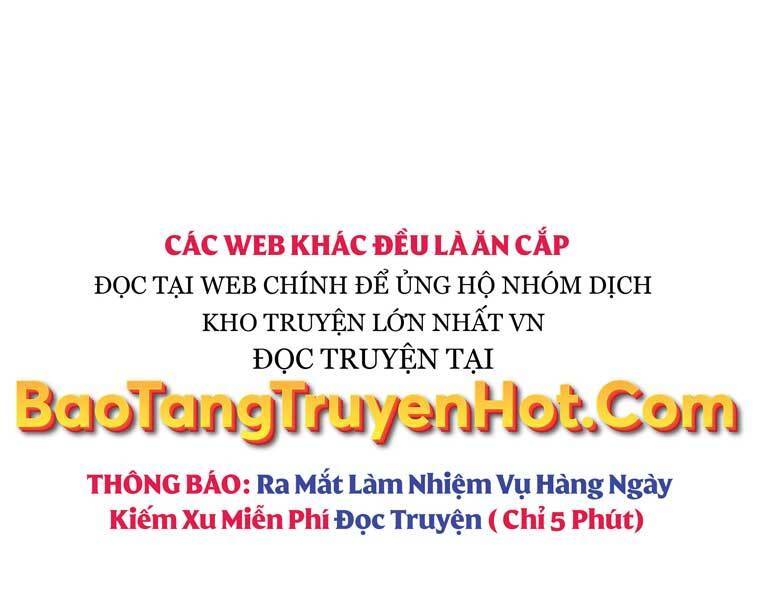 CÁC WEB KHÁC ĐỀU LÀ ĂN CẮP
ĐỌC TẠI WEB CHÍNH ĐỂ ỦNG HỘ NHÓM DỊCH
KHO TRUYỆN LỚN NHẤT VN
ĐỌC TRUYỆN TẠI
BaoTangTruyenHot.Com
THÔNG BÁO: Ra Mắt Làm Nhiệm Vụ Hàng Ngày
Kiếm Xu Miễn Phí Đọc Truyện ( Chỉ 5 Phút)